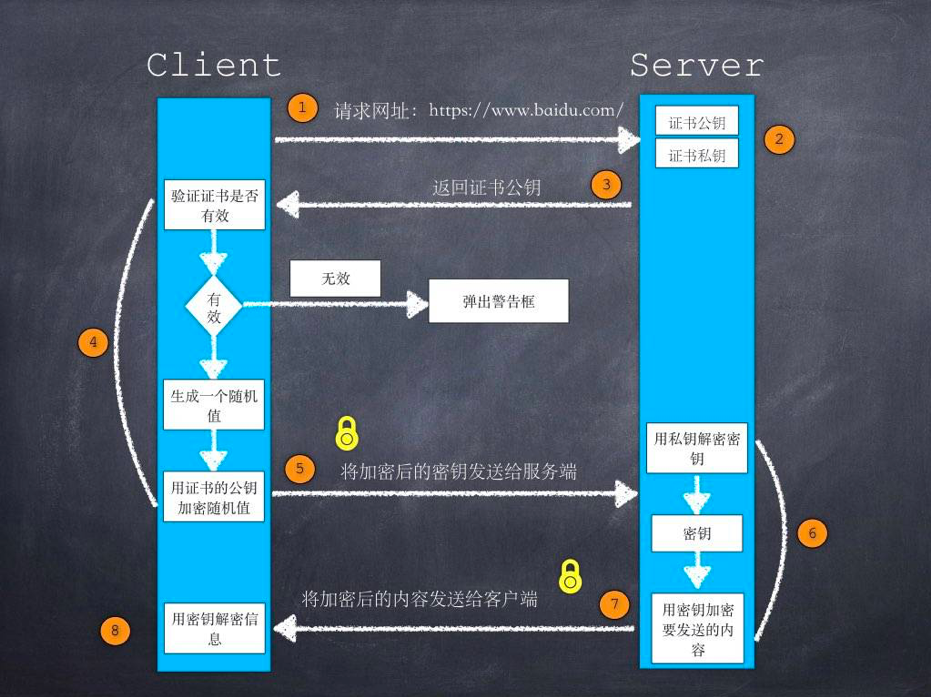 Client
Server
1
请求网址：https://www.baidu.com/
证书公钥
证书私钥
2
返回证书公钥
3
验证证书是否
有效
无效
弹出警告框
有
效
4
生成一个随机
值
用证书的公钥
加密随机值
5
将加密后的密钥发送给服务端
用私钥解密密
钥
密钥
6
用密钥加密
要发送的内
容
将加密后的内容发送给客户端
7
用密钥解密信
息
8